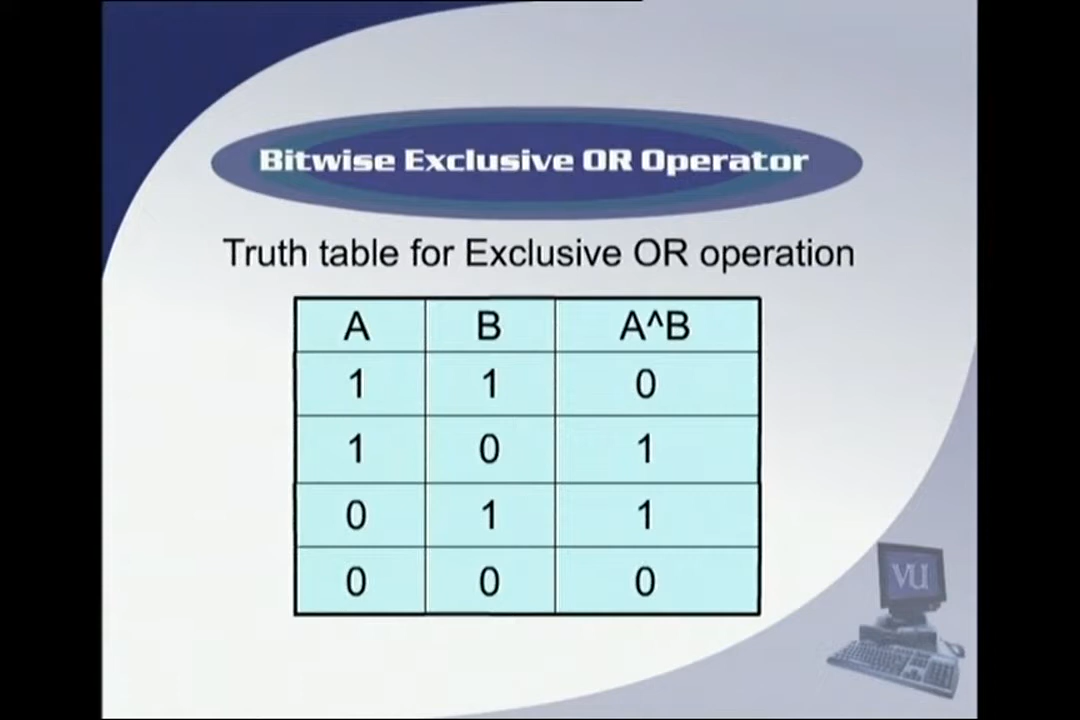 Bitwise Exclusive OR Operator
Truth table for Exclusive OR operation
A B A^B
1 1 0
1 0 1
0 1 1
0 0 0
VU